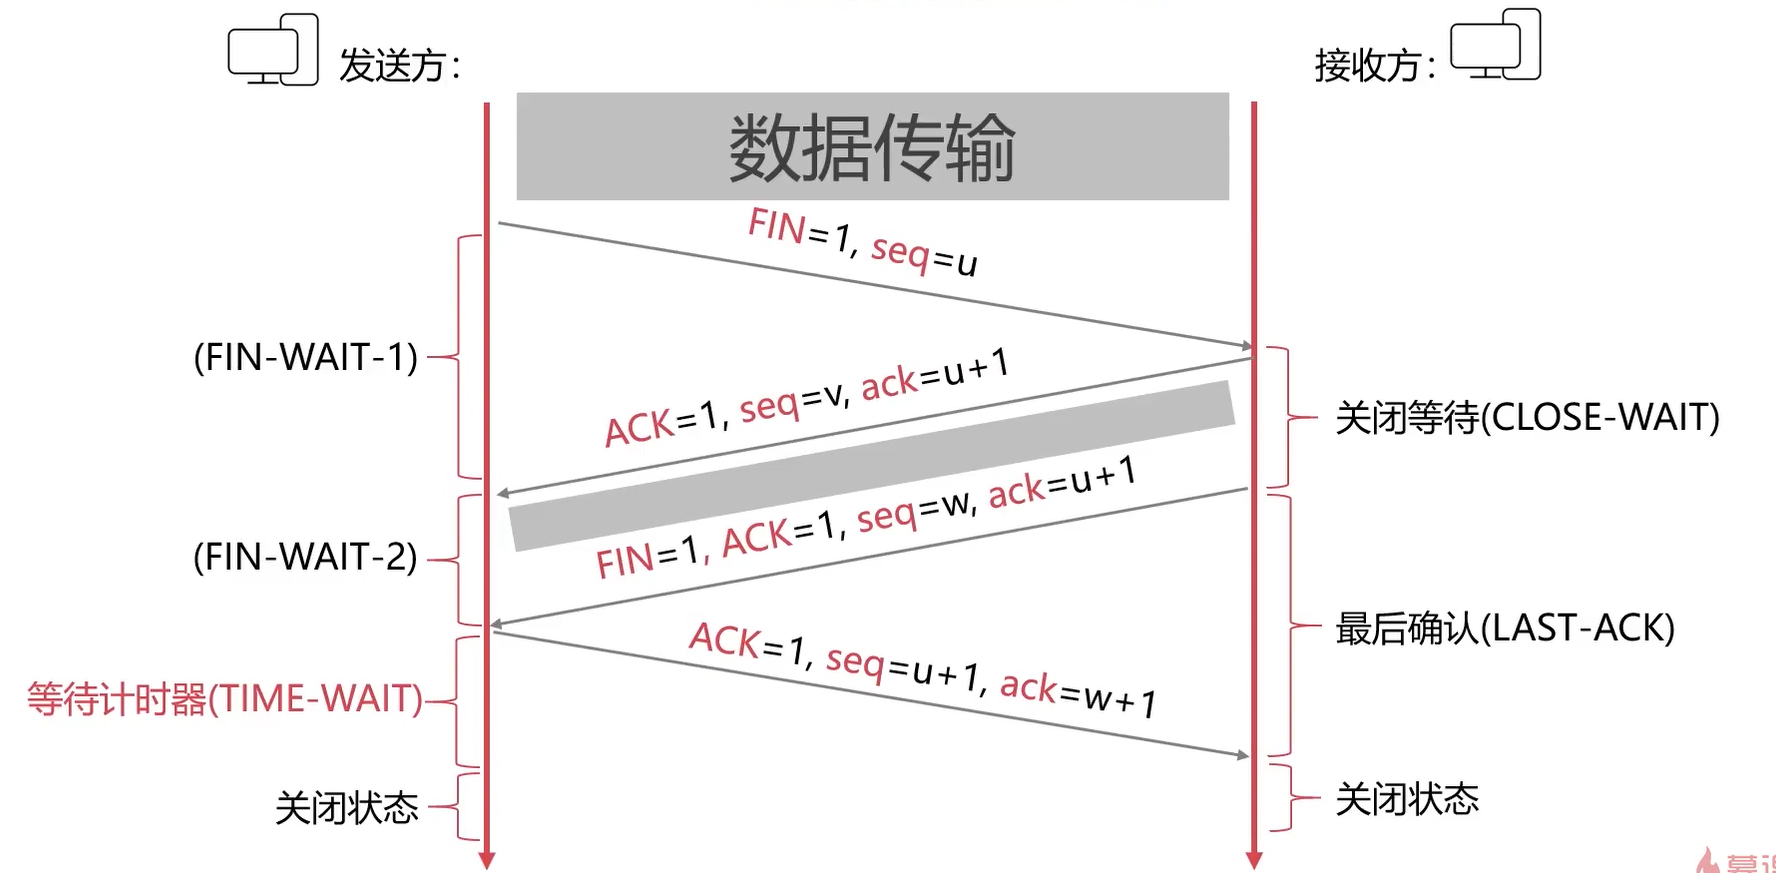 发送方：
接收方：
数据传输
FIN=1, seq=u
(FIN-WAIT-1)
ACK=1, seq=v, ack=u+1
关闭等待(CLOSE-WAIT)
FIN=1, ACK=1, seq=w, ack=u+1
(FIN-WAIT-2)
最后确认(LAST-ACK)
ACK=1, seq=u+1, ack=w+1
等待计时器(TIME-WAIT)
关闭状态
关闭状态